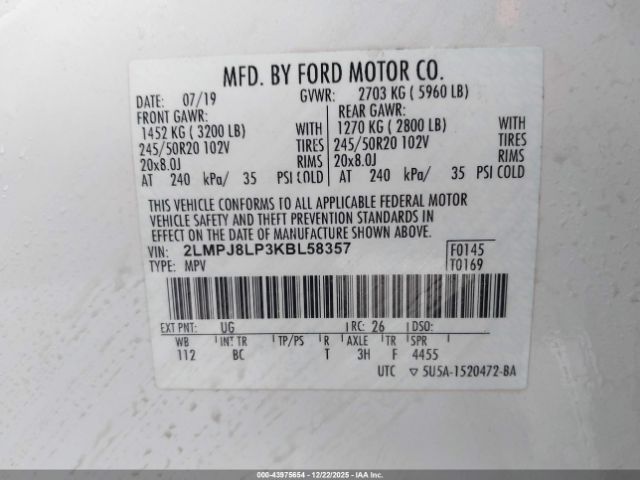 MFD. BY FORD MOTOR CO.
DATE: 07/19 GVWR: 2703 KG ( 5960 LB)
FRONT GAWR: REAR GAWR:
1452 KG ( 3200 LB) WITH 1270 KG ( 2800 LB) WITH
245/50R20 102V TIRES 245/50R20 102V TIRES
20x8.0J RIMS 20x8.0J RIMS
AT 240 kPa/ 35 PSI COLD AT 240 kPa/ 35 PSI COLD
THIS VEHICLE CONFORMS TO ALL APPLICABLE FEDERAL MOTOR
VEHICLE SAFETY AND THEFT PREVENTION STANDARDS IN
EFFECT ON THE DATE OF MANUFACTURE SHOWN ABOVE.
VIN: 2LMPJ8LP3KBL58357 F0145
TYPE: MPV T0169
EXT PNT: UG RC: 26 DSO:
WB INT TR TP/PS R AXLE TR SPR
112 BC T 3H F 4455
UTC ▽ 5U5A-1520472-BA
000-43975654 • 12/22/2025 • IAAI.COM